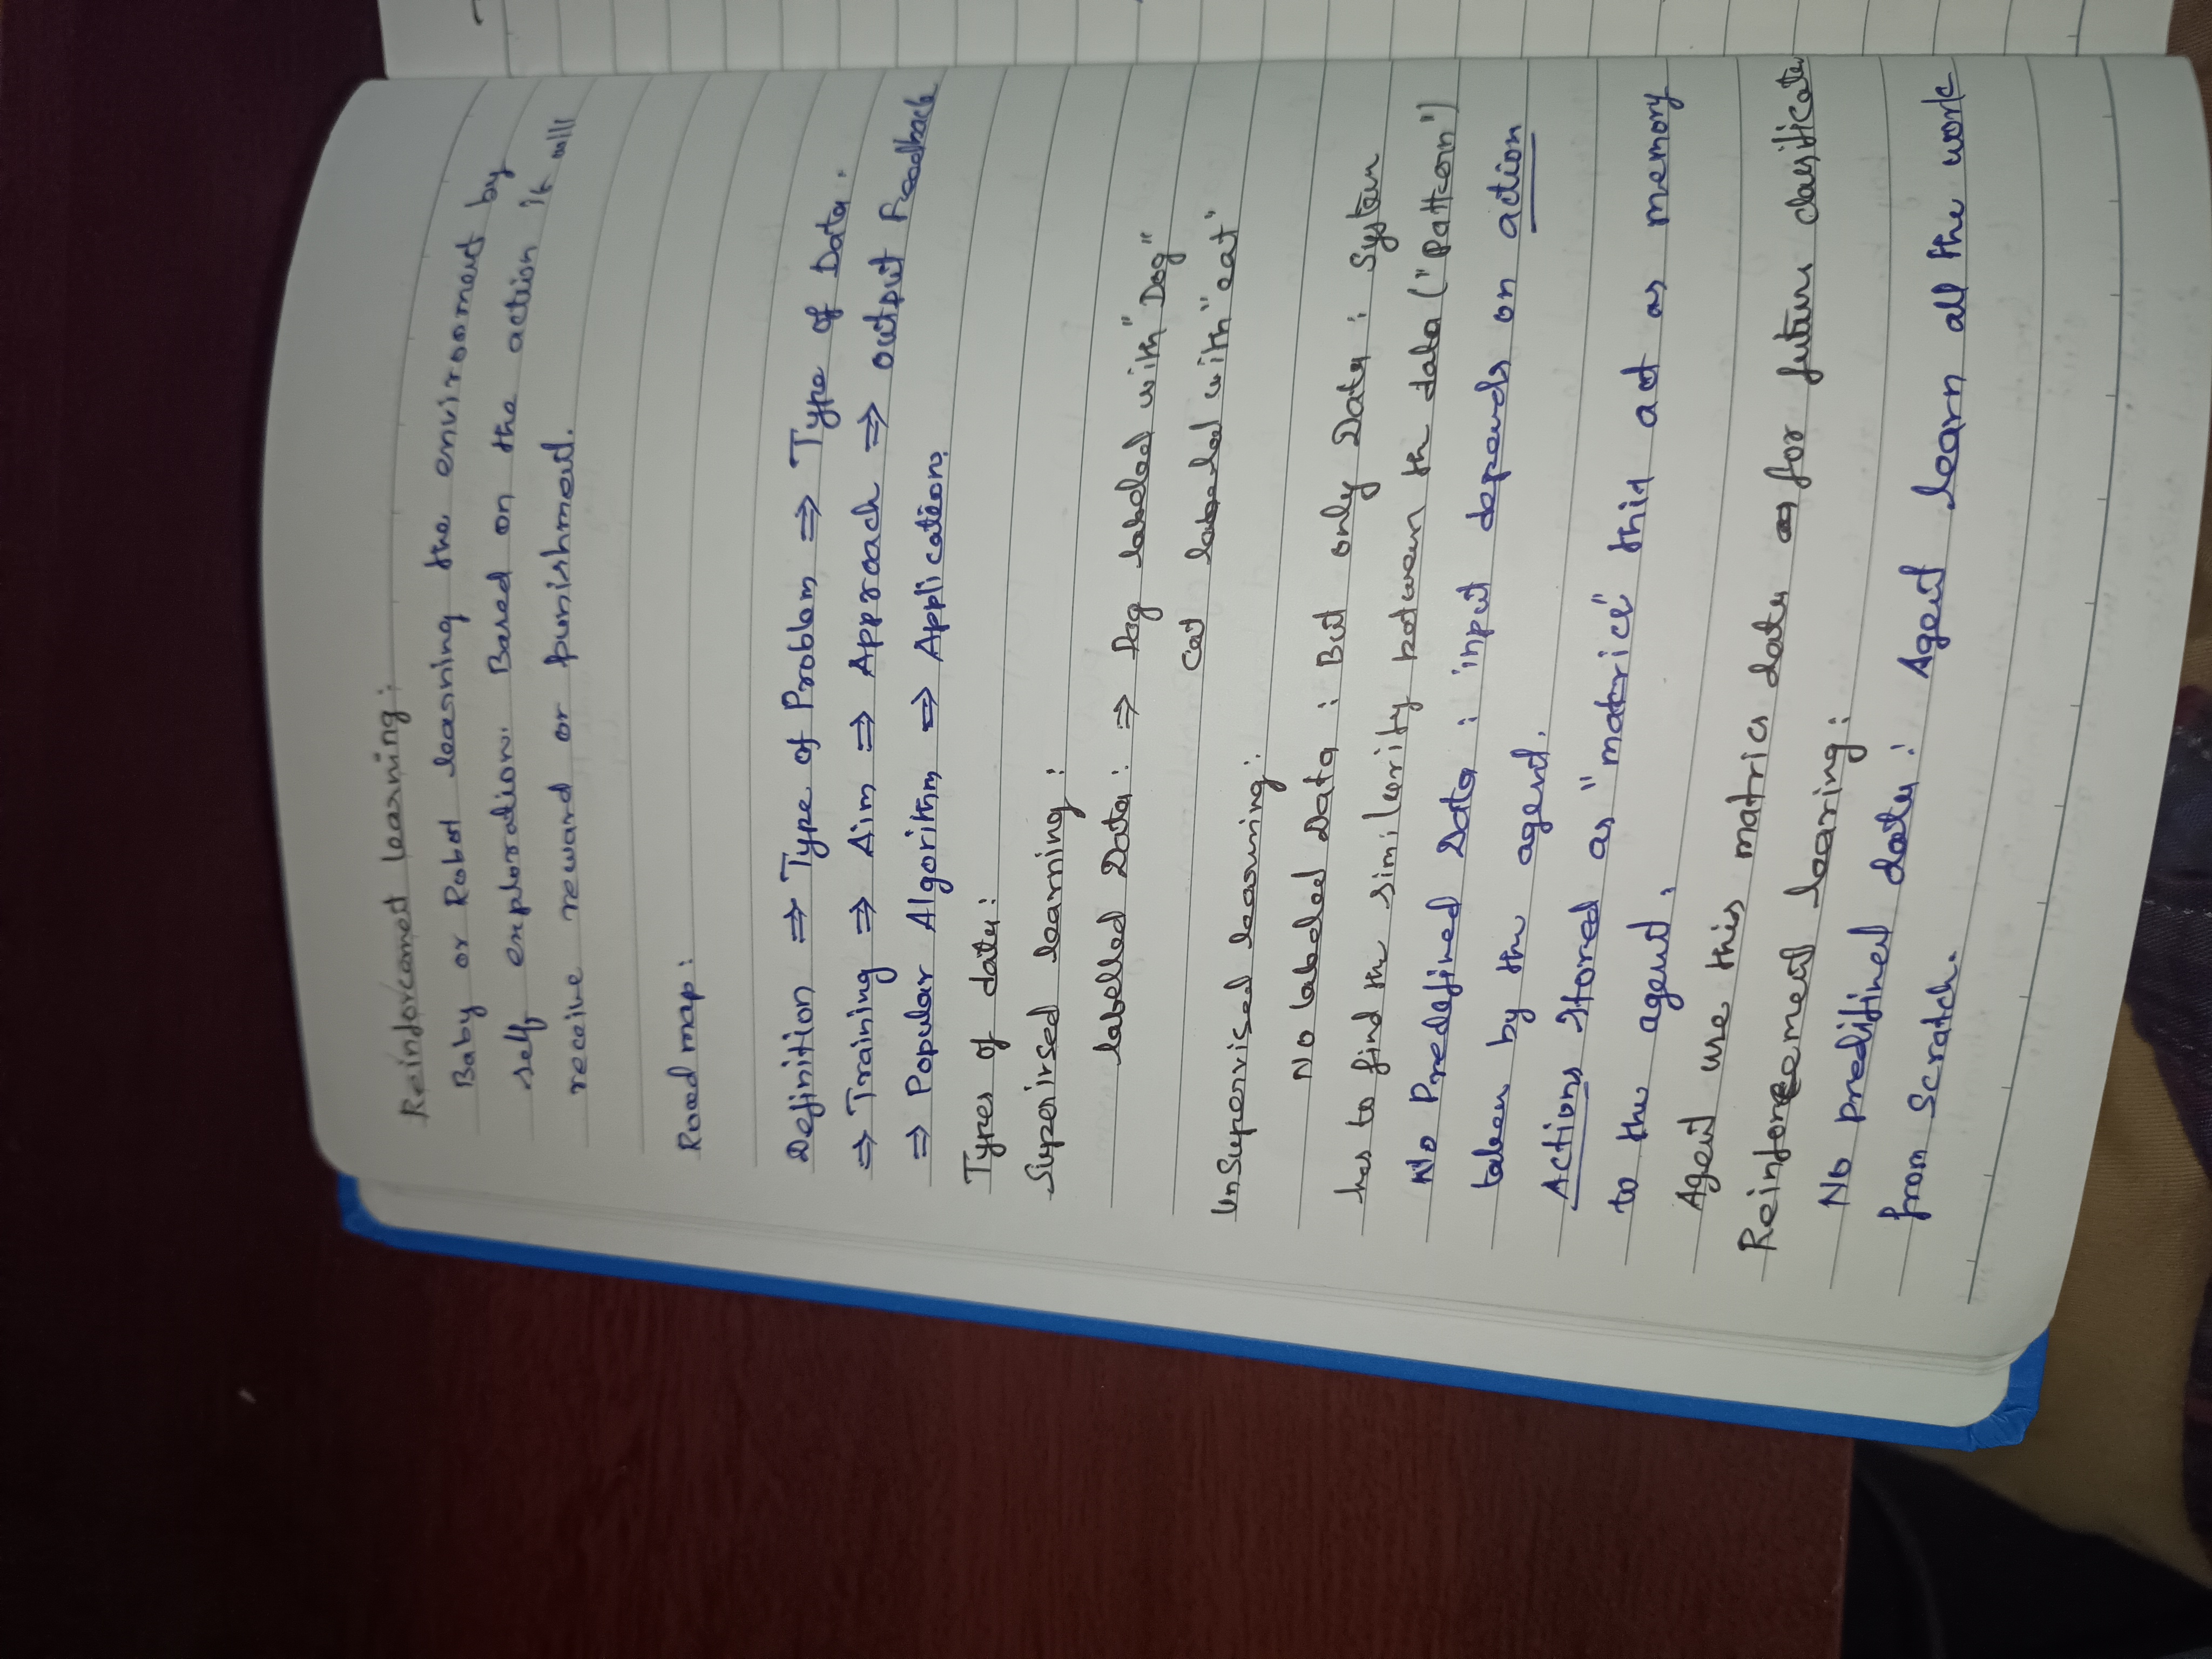 Reinforcement learning:
Baby or Robot learning the environment by
self exploration. Based on the action it will
receive reward or punishment.
Road map:
Definition ⇒ Type of Problem ⇒ Type of Data.
⇒ Training ⇒ Aim ⇒ Approach ⇒ output Feedback
⇒ Popular Algorithm ⇒ Application.
Types of data:
Supervirsed learning:
labelled Data: ⇒ Dog labeled with "Dog"
Cat labeled with "cat"
UnSupervised learning:
No labeled Data : But only Data : System
has to find the similarity between the data ("Pattern")
No Predefined Data : input depends on action
taken by the agent.
Actions stored as "matrice" this act as memory
to the agent.
Agent use this matrics data for future classificate
Reinforcement learing:
No predifined data: Agent learn all the work
from Scratch.